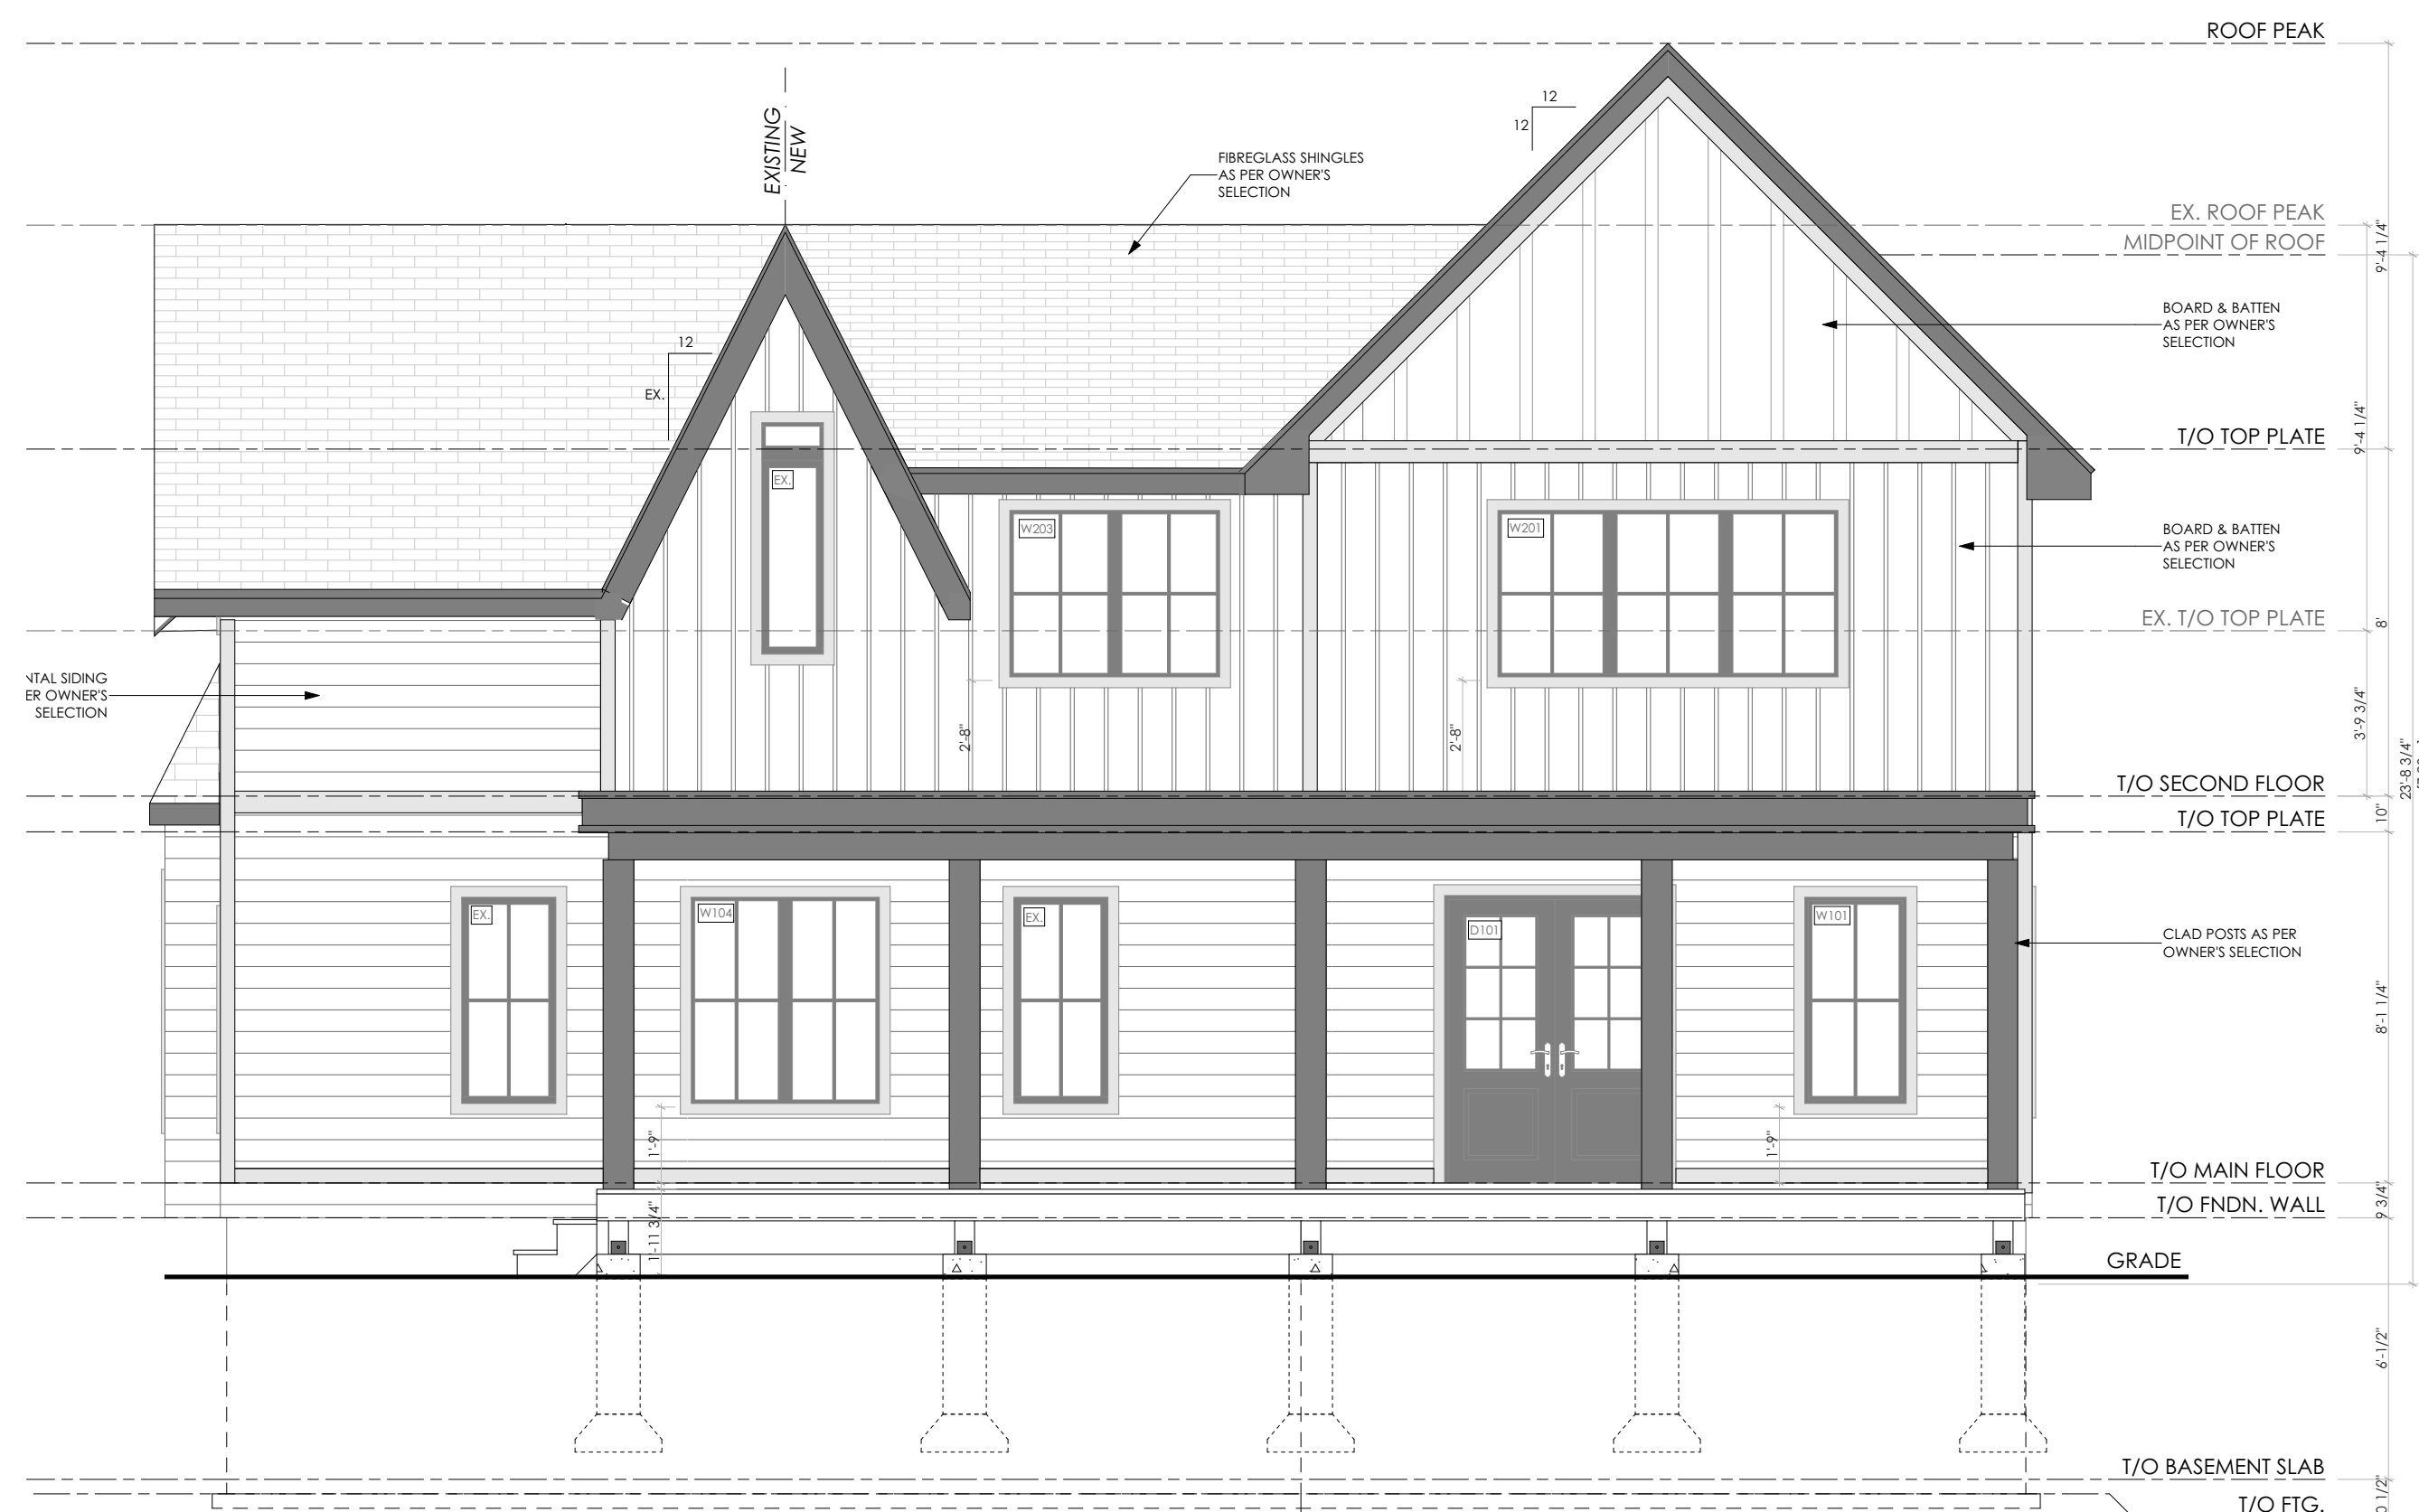 ROOF PEAK
12
12
EXISTING
NEW
FIBREGLASS SHINGLES
AS PER OWNER'S
SELECTION
EX. ROOF PEAK
MIDPOINT OF ROOF
9'-4 1/4"
BOARD & BATTEN
AS PER OWNER'S
SELECTION
12
EX.
9'-4 1/4"
T/O TOP PLATE
EX.
W203
W201
BOARD & BATTEN
AS PER OWNER'S
SELECTION
EX. T/O TOP PLATE
8'
NTAL SIDING
ER OWNER'S
SELECTION
2'-8"
2'-8"
3'-9 3/4"
23'-8 3/4"
T/O SECOND FLOOR
10"
T/O TOP PLATE
EX.
W104
EX.
D101
W101
CLAD POSTS AS PER
OWNER'S SELECTION
8'-1 1/4"
1'-9"
1'-9"
T/O MAIN FLOOR
9 3/4"
T/O FNDN. WALL
1'-11 3/4"
GRADE
6'-1/2"
T/O BASEMENT SLAB
T/O FTG.